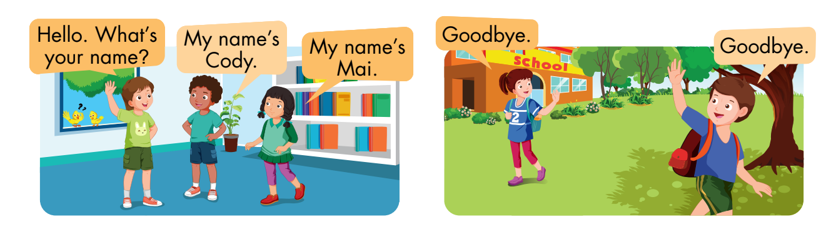 Hello. What's
your name?
My name's
Cody.
My name's
Mai.
Goodbye.
School
2
Goodbye.